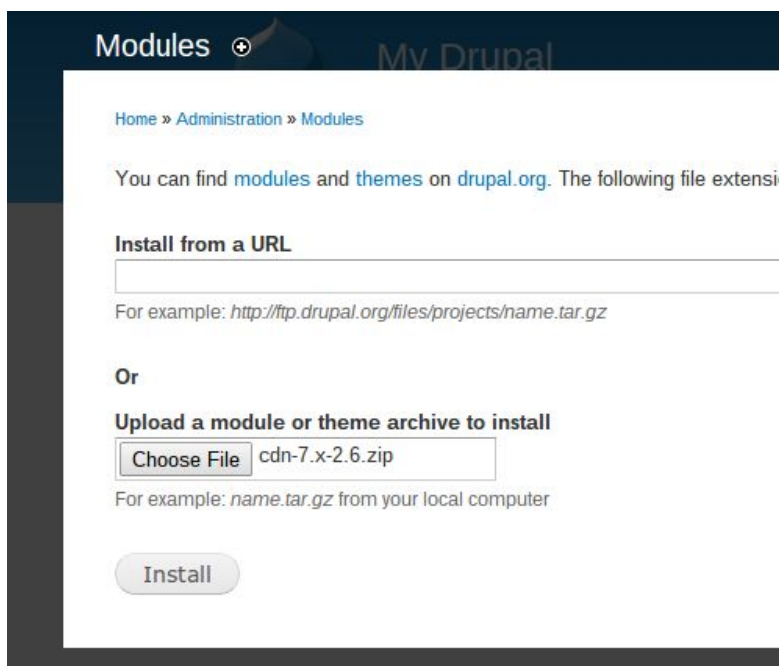 Modules
My Drupal
Home » Administration » Modules
You can find modules and themes on drupal.org. The following file extensi
Install from a URL
For example: http://ftp.drupal.org/files/projects/name.tar.gz
Or
Upload a module or theme archive to install
Choose File cdn-7.x-2.6.zip
For example: name.tar.gz from your local computer
Install